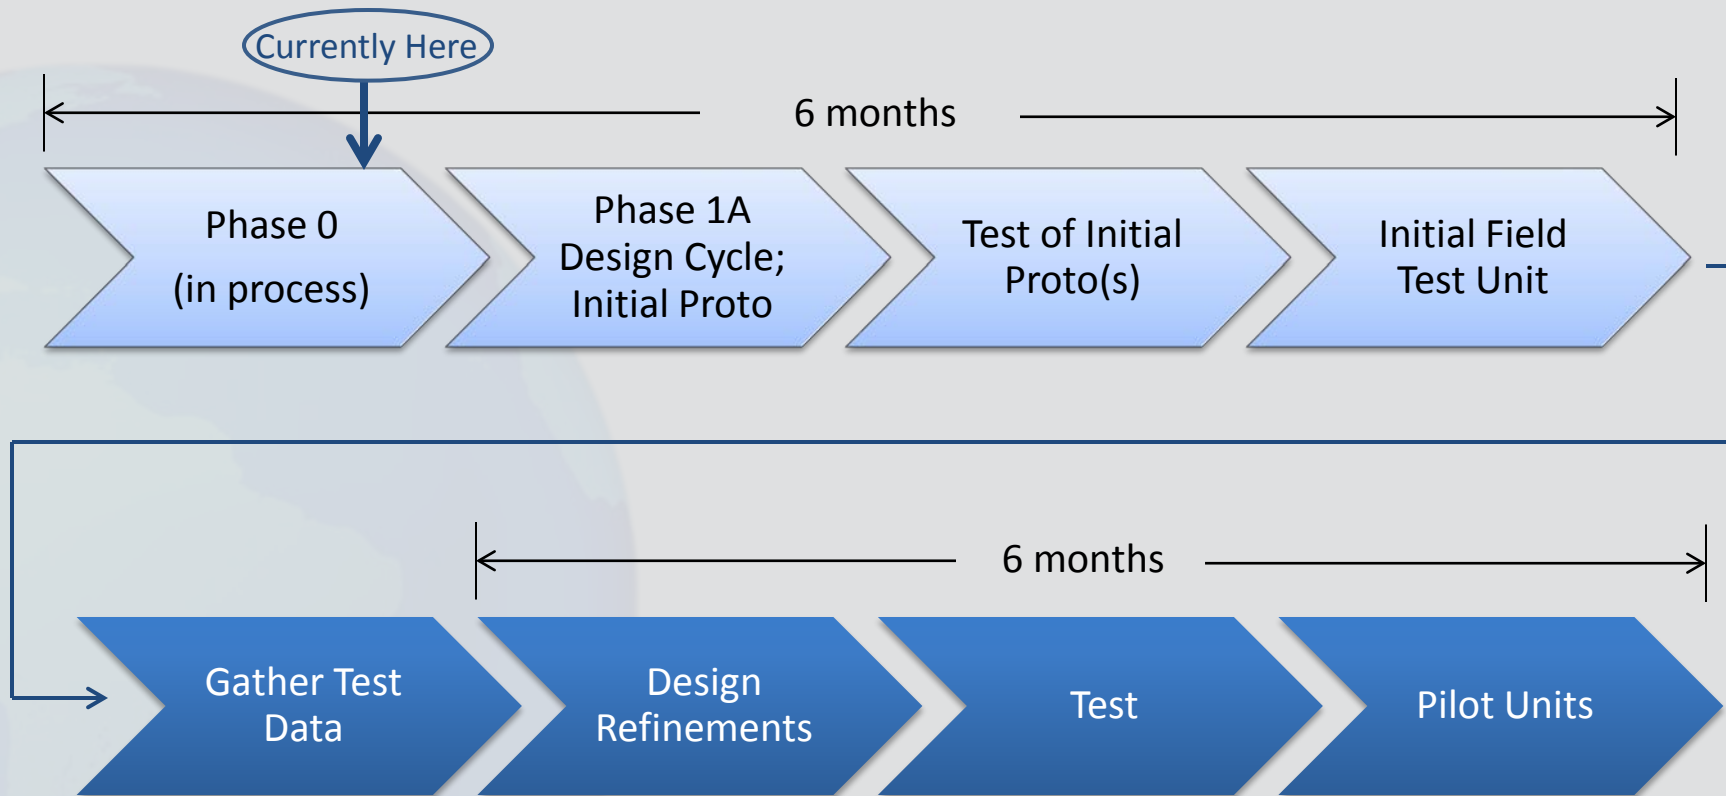 Currently Here
6 months
Phase 0
(in process)
Phase 1A
Design Cycle;
Initial Proto
Test of Initial
Proto(s)
Initial Field
Test Unit
6 months
Gather Test
Data
Design
Refinements
Test
Pilot Units